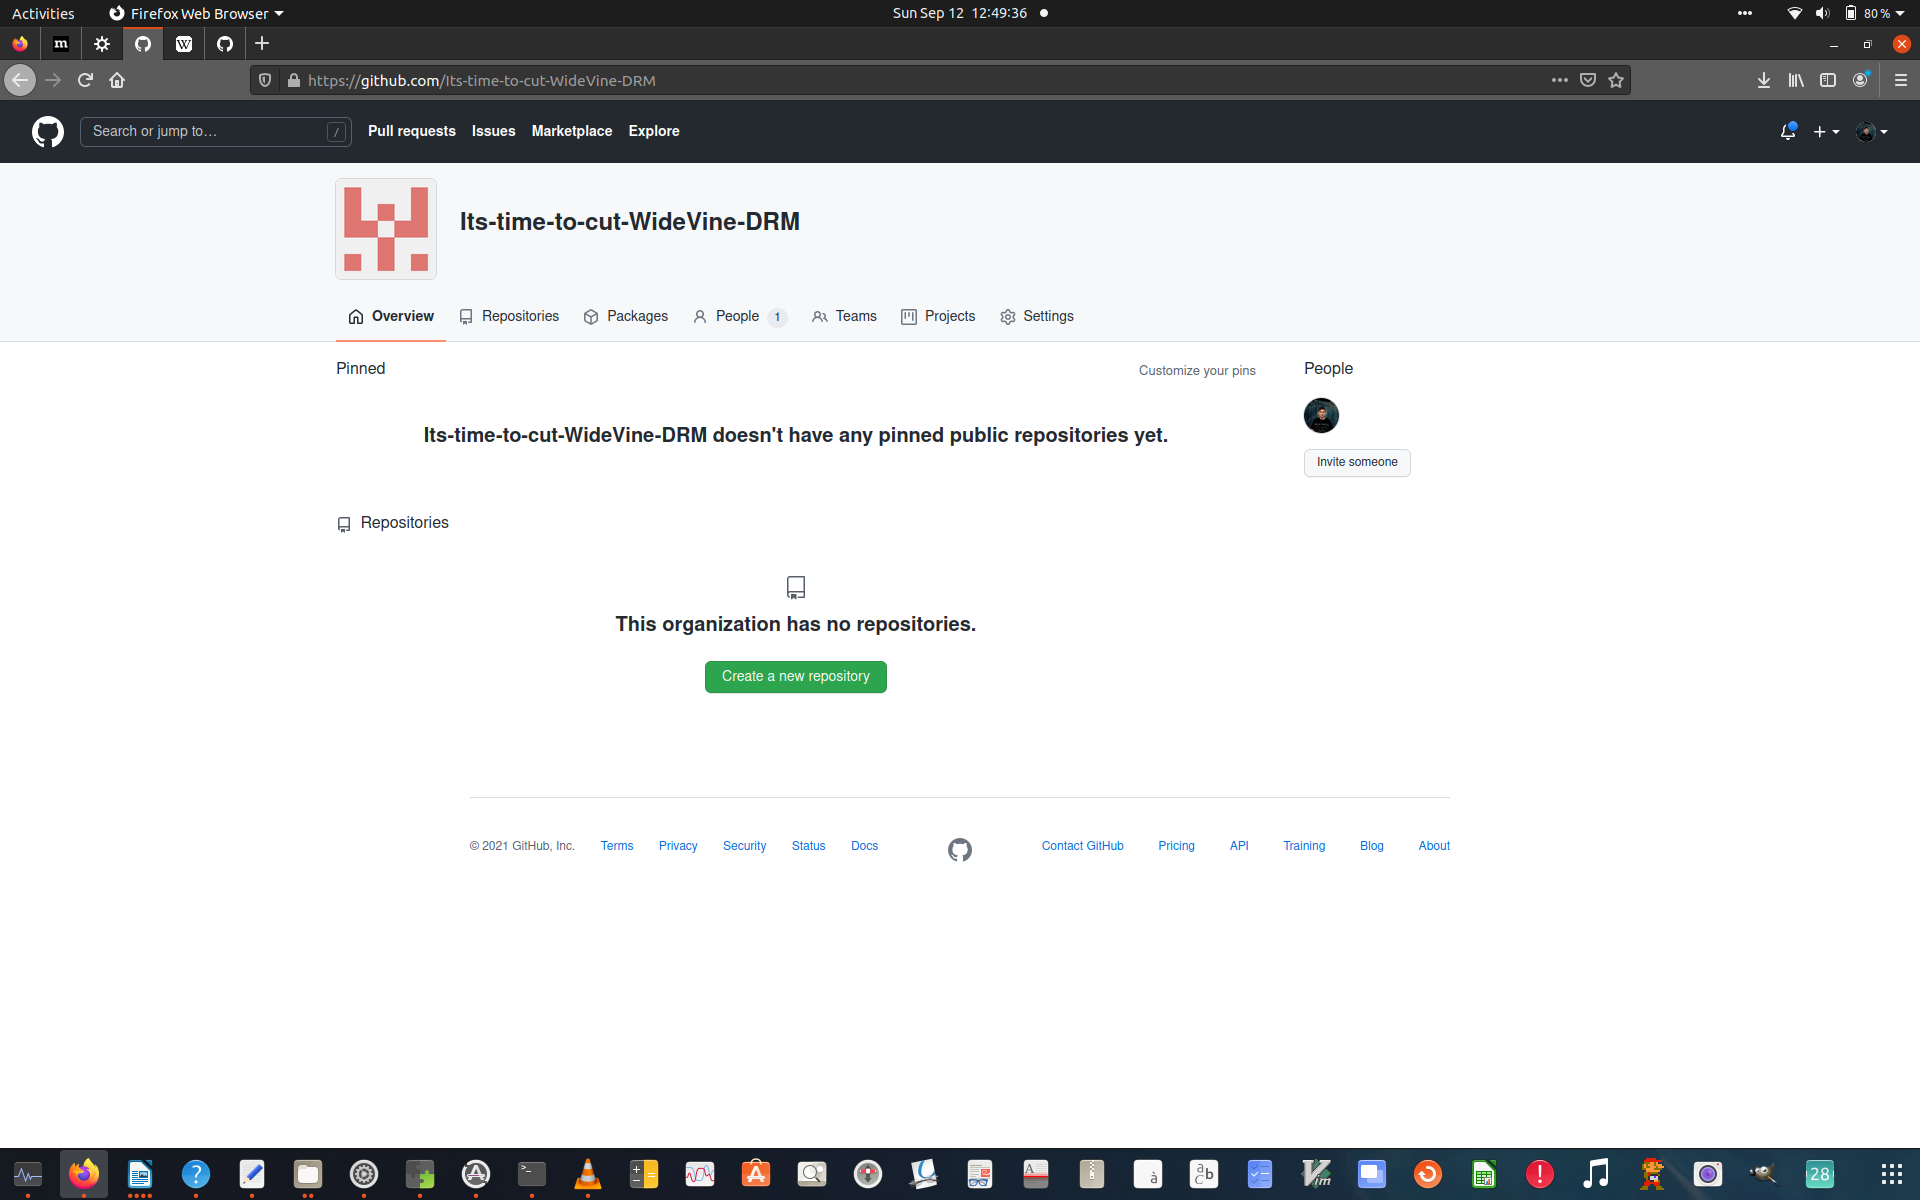 Activities
Firefox Web Browser
Sun Sep 12 12:49:36
80 %
https://github.com/Its-time-to-cut-WideVine-DRM
Search or jump to…
/
Pull requests
Issues
Marketplace
Explore
Its-time-to-cut-WideVine-DRM
Overview
Repositories
Packages
People 1
Teams
Projects
Settings
Pinned
Customize your pins
People
Its-time-to-cut-WideVine-DRM doesn't have any pinned public repositories yet.
Invite someone
Repositories
This organization has no repositories.
Create a new repository
© 2021 GitHub, Inc.
Terms
Privacy
Security
Status
Docs
Contact GitHub
Pricing
API
Training
Blog
About
28